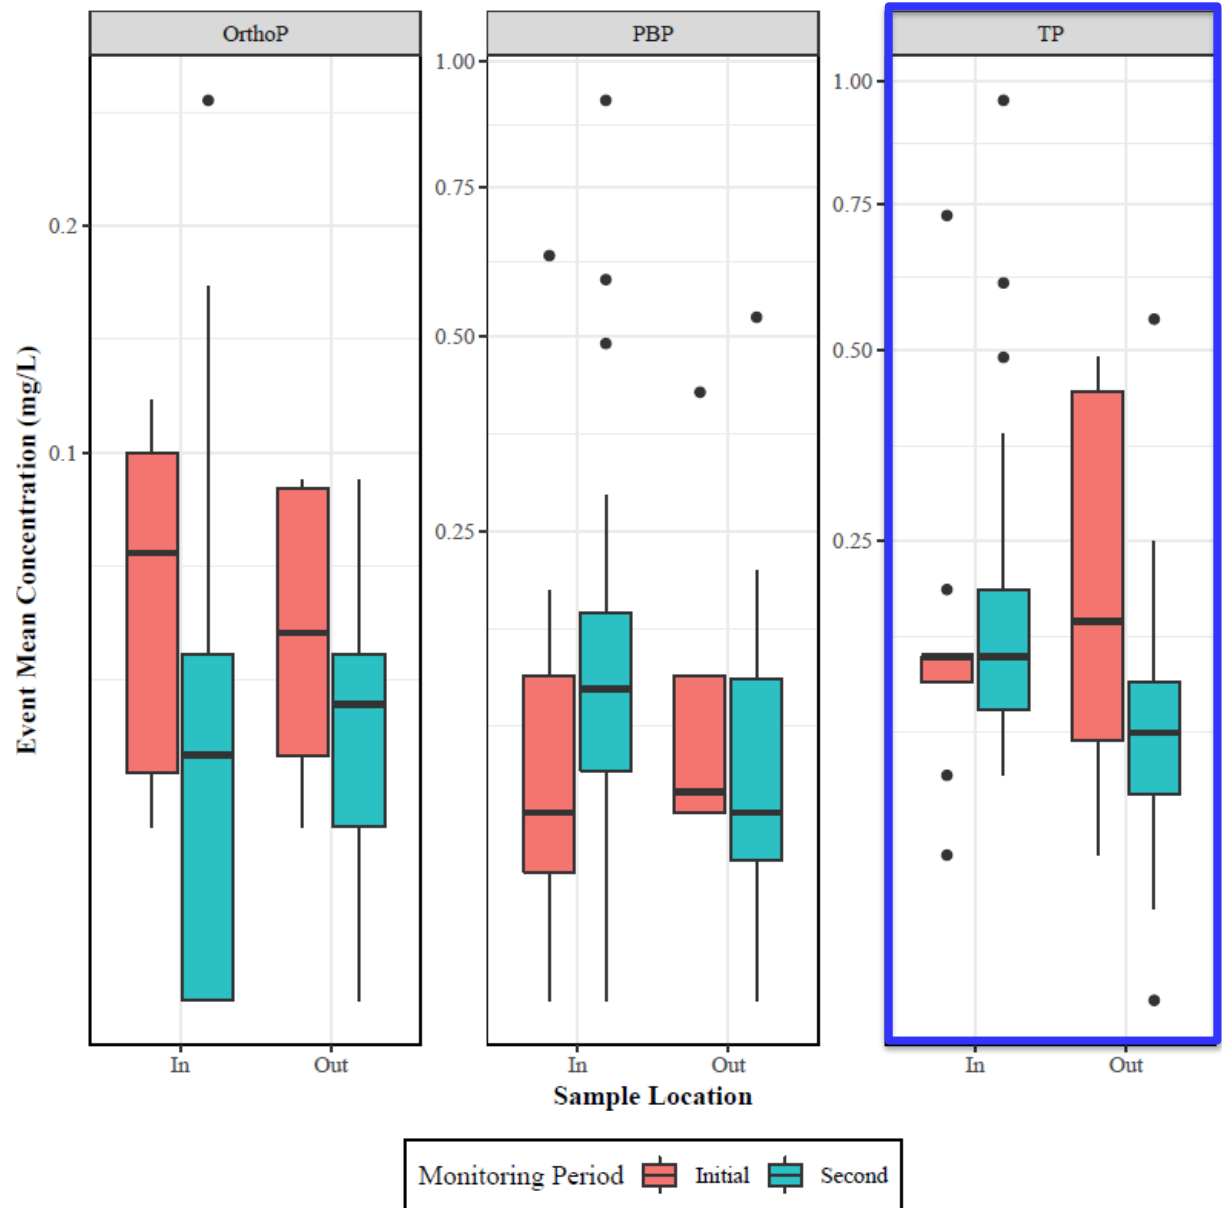 OrthoP PBP TP
1.00 1.00
0.75 0.75
0.2
0.50 0.50
0.1
0.25 0.25
Event Mean Concentration (mg/L)
In Out In Out In Out
Sample Location
Monitoring Period Initial Second